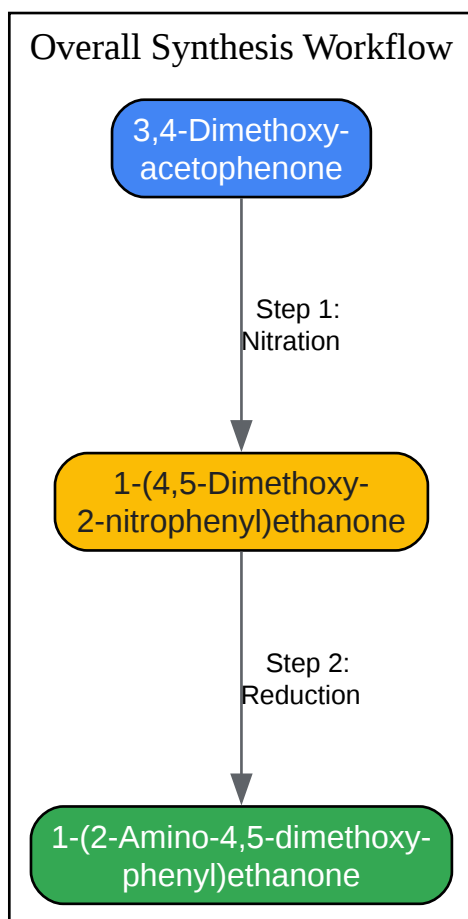 Overall Synthesis Workflow
3,4-Dimethoxy-
acetophenone
Step 1:
Nitration
1-(4,5-Dimethoxy-
2-nitrophenyl)ethanone
Step 2:
Reduction
1-(2-Amino-4,5-dimethoxy-
phenyl)ethanone